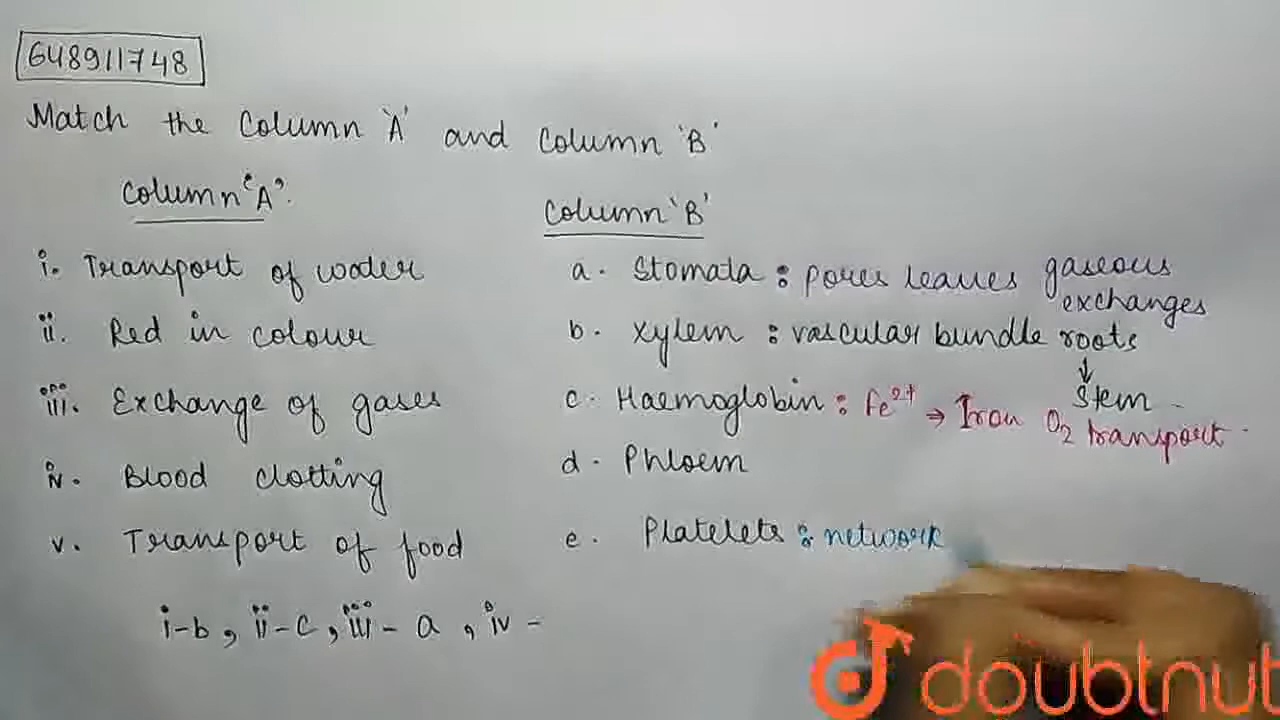 648911748
Match the Column 'A' and Column 'B'
Column 'A'.
Column 'B'
i. Transport of water
a. Stomata : pores leaves gaseous exchanges
ii. Red in colour
b. Xylem : vascular bundle roots ↓ Stem -
iii. Exchange of gases
c. Haemoglobin : Fe2+ → Iron O2 transport.
iv. Blood clotting
d. Phloem
v. Transport of food
e. Platelets : network
i-b, ii-c, iii-a, iv-
doubtnut